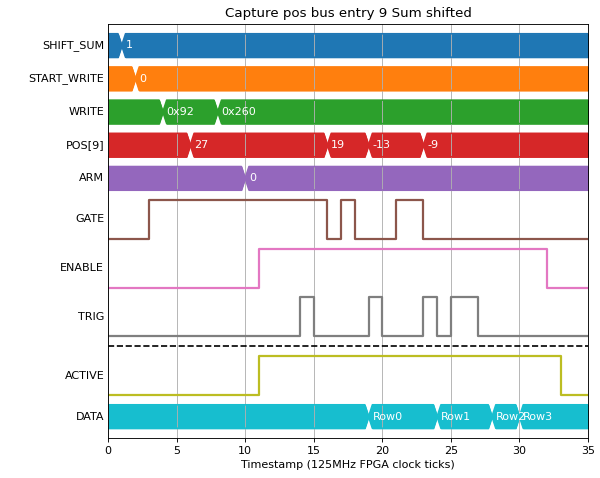 Capture pos bus entry 9 Sum shifted
SHIFT_SUM 1
START_WRITE 0
WRITE 0x92 0x260
POS[9] 27 19 -13 -9
ARM 0
GATE
ENABLE
TRIG
ACTIVE
DATA Row0 Row1 Row2 Row3
0 5 10 15 20 25 30 35
Timestamp (125MHz FPGA clock ticks)